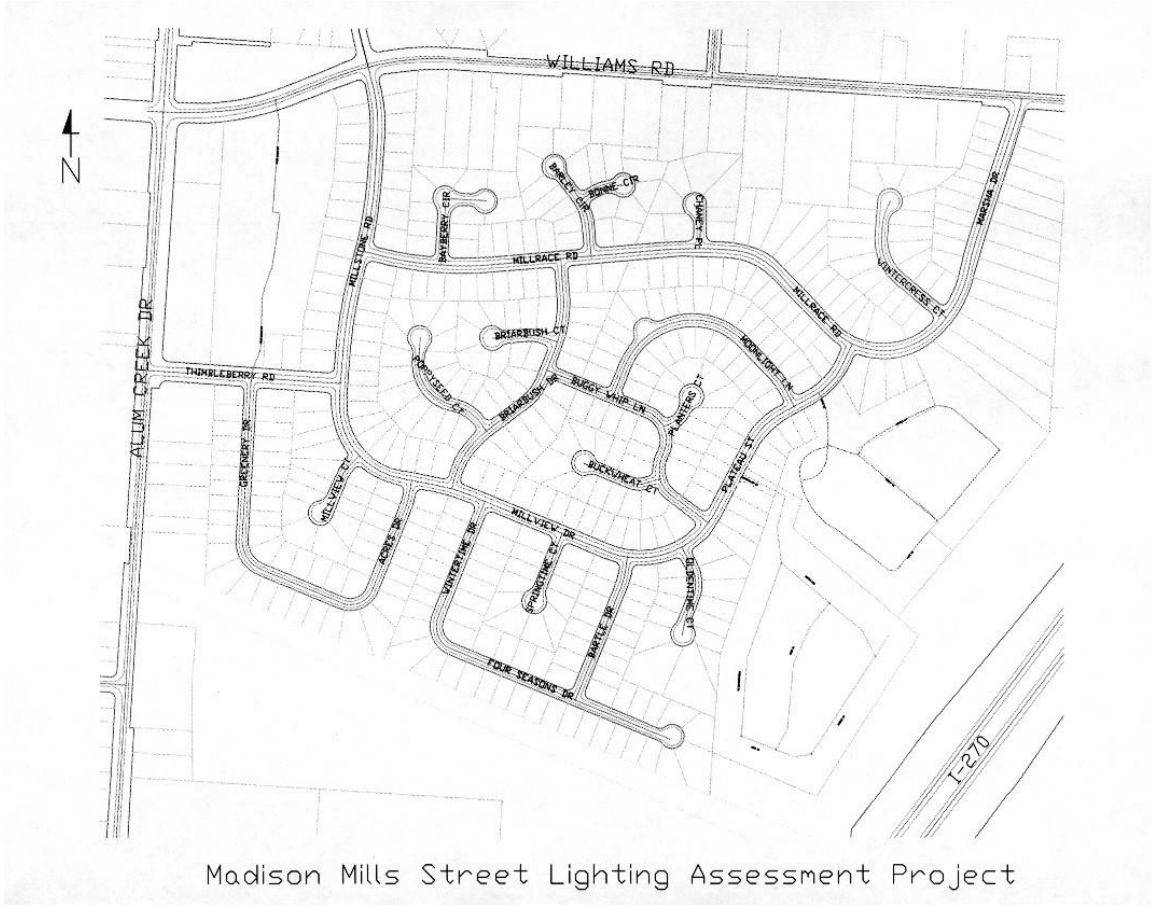 WILLIAMS RD
N
BARLEY CIR
BONNE CIR
BAYBERRY CIR
CHANEY PL
MARSHA DR
MILLSTONE RD
MILLRACE RD
WINTERCRESS CT
MILLRACE RD
ALUM CREEK DR
BRIARBUSH CT
MOONLIGHT LN
POPPYSEED CT
THIMBLEBERRY RD
BRIARBUSH DR
BUGGY WHIP LN
PLANTERS CT
GREENERY DR
PLATEAU ST
BUCKWHEAT CT
MILLVIEW CT
ACRES DR
WINTERTIME DR
MILLVIEW DR
SPRINGTIME CT
OLDENTIME CT
BARTLE DR
FOUR SEASONS DR
I-270
Madison Mills Street Lighting Assessment Project